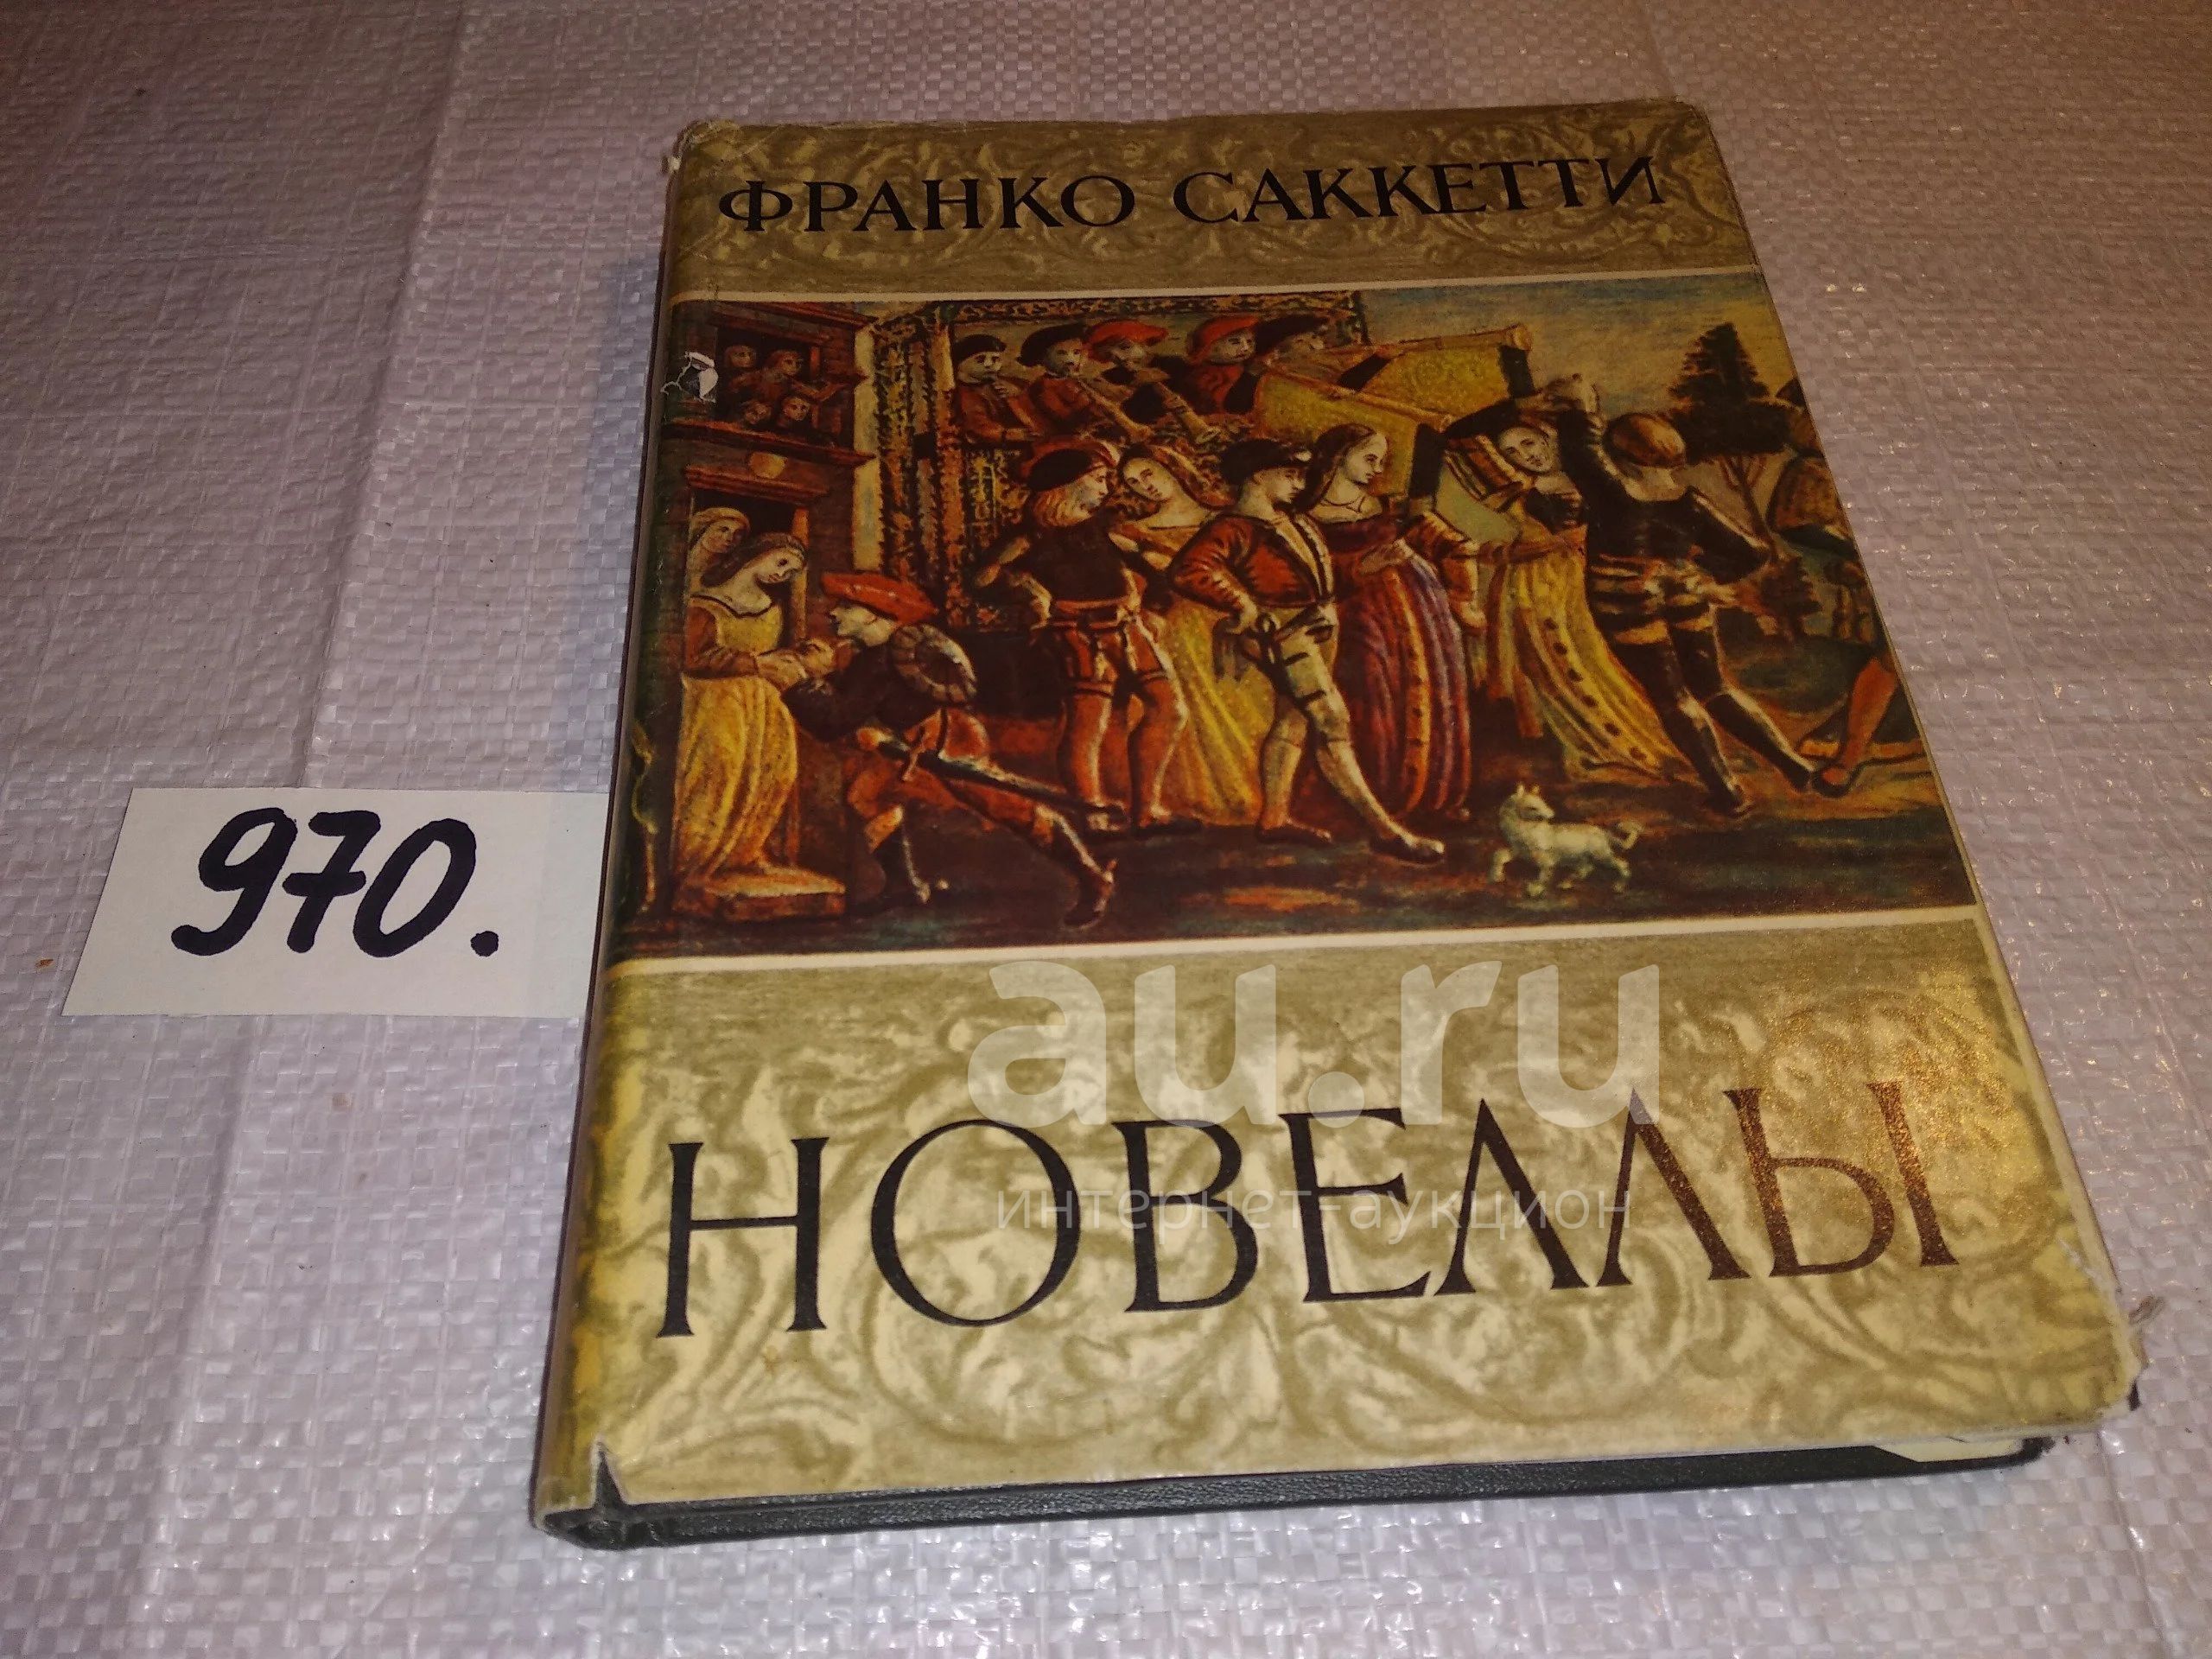 ФРАНКО САККЕТТИ
970.
au.ru
НОВЕЛЛЫ
интернет-аукцион